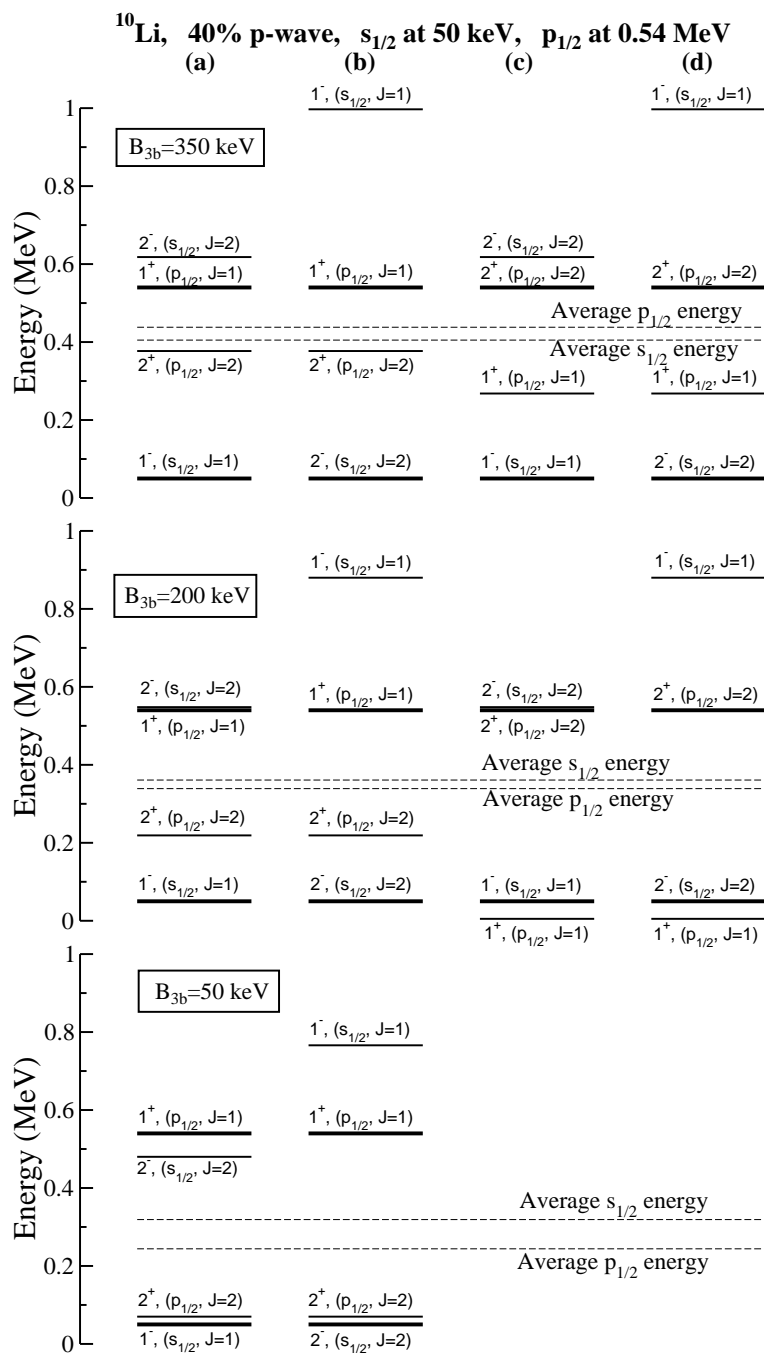 ¹⁰Li, 40% p-wave, s₁/₂ at 50 keV, p₁/₂ at 0.54 MeV
(a) (b) (c) (d)
Energy (MeV)
1
0.8
0.6
0.4
0.2
0
B₃b=350 keV
1⁻, (s₁/₂, J=1)
1⁻, (s₁/₂, J=1)
2⁻, (s₁/₂, J=2)
2⁻, (s₁/₂, J=2)
1⁺, (p₁/₂, J=1)
1⁺, (p₁/₂, J=1)
2⁺, (p₁/₂, J=2)
2⁺, (p₁/₂, J=2)
Average p₁/₂ energy
Average s₁/₂ energy
2⁺, (p₁/₂, J=2)
2⁺, (p₁/₂, J=2)
1⁺, (p₁/₂, J=1)
1⁺, (p₁/₂, J=1)
1⁻, (s₁/₂, J=1)
2⁻, (s₁/₂, J=2)
1⁻, (s₁/₂, J=1)
2⁻, (s₁/₂, J=2)
Energy (MeV)
1
0.8
0.6
0.4
0.2
0
B₃b=200 keV
1⁻, (s₁/₂, J=1)
1⁻, (s₁/₂, J=1)
2⁻, (s₁/₂, J=2)
1⁺, (p₁/₂, J=1)
2⁻, (s₁/₂, J=2)
2⁺, (p₁/₂, J=2)
1⁺, (p₁/₂, J=1)
2⁺, (p₁/₂, J=2)
Average s₁/₂ energy
Average p₁/₂ energy
2⁺, (p₁/₂, J=2)
2⁺, (p₁/₂, J=2)
1⁻, (s₁/₂, J=1)
2⁻, (s₁/₂, J=2)
1⁻, (s₁/₂, J=1)
2⁻, (s₁/₂, J=2)
1⁺, (p₁/₂, J=1)
1⁺, (p₁/₂, J=1)
Energy (MeV)
1
0.8
0.6
0.4
0.2
0
B₃b=50 keV
1⁻, (s₁/₂, J=1)
1⁺, (p₁/₂, J=1)
1⁺, (p₁/₂, J=1)
2⁻, (s₁/₂, J=2)
Average s₁/₂ energy
Average p₁/₂ energy
2⁺, (p₁/₂, J=2)
2⁺, (p₁/₂, J=2)
1⁻, (s₁/₂, J=1)
2⁻, (s₁/₂, J=2)